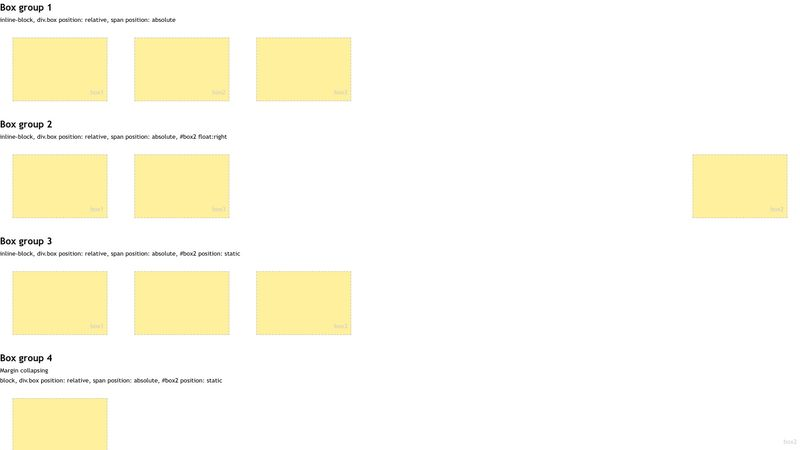 Box group 1
inline-block, div.box position: relative, span position: absolute
box1 box2 box3
Box group 2
inline-block, div.box position: relative, span position: absolute, #box2 float:right
box1 box3 box2
Box group 3
inline-block, div.box position: relative, span position: absolute, #box2 position: static
box1 box3
Box group 4
Margin collapsing
block, div.box position: relative, span position: absolute, #box2 position: static
box2